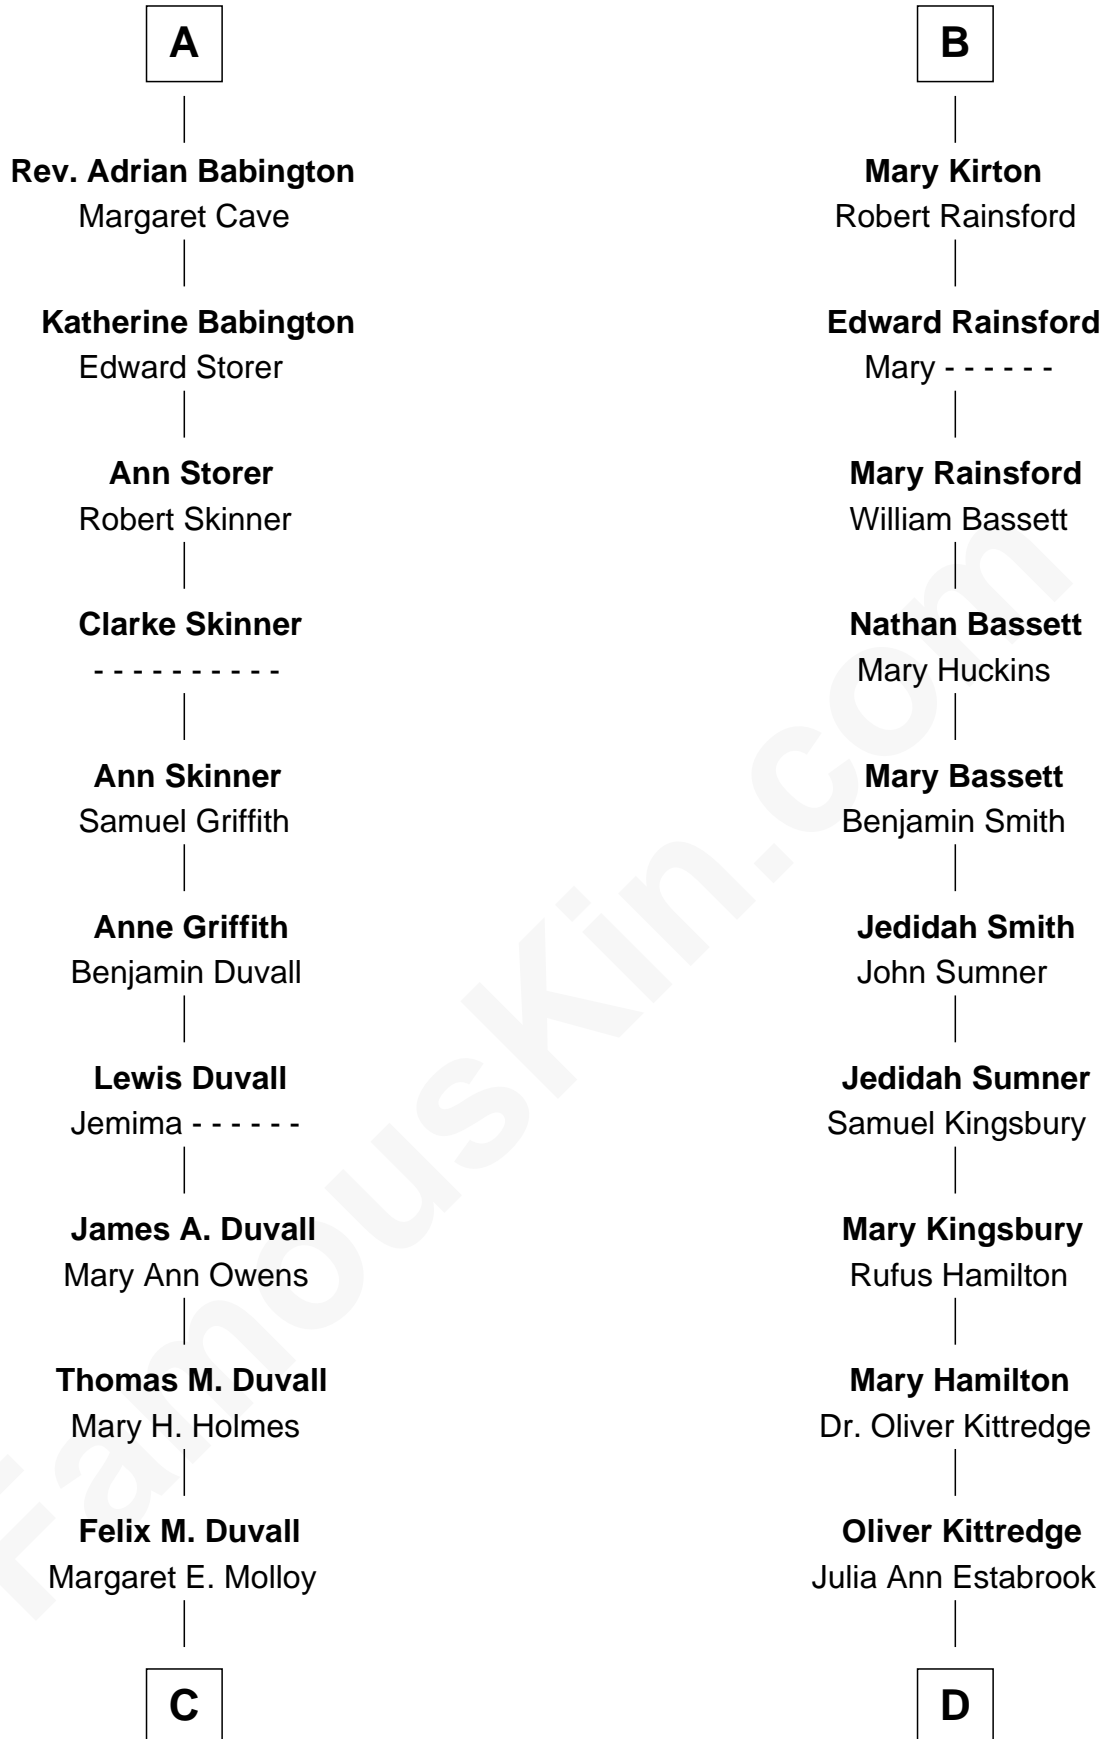 A
Rev. Adrian Babington
Margaret Cave
Katherine Babington
Edward Storer
Ann Storer
Robert Skinner
Clarke Skinner
- - - - - - - - - -
Ann Skinner
Samuel Griffith
Anne Griffith
Benjamin Duvall
Lewis Duvall
Jemima - - - - - -
James A. Duvall
Mary Ann Owens
Thomas M. Duvall
Mary H. Holmes
Felix M. Duvall
Margaret E. Molloy
C
B
Mary Kirton
Robert Rainsford
Edward Rainsford
Mary - - - - - -
Mary Rainsford
William Bassett
Nathan Bassett
Mary Huckins
Mary Bassett
Benjamin Smith
Jedidah Smith
John Sumner
Jedidah Sumner
Samuel Kingsbury
Mary Kingsbury
Rufus Hamilton
Mary Hamilton
Dr. Oliver Kittredge
Oliver Kittredge
Julia Ann Estabrook
D
FamousKin.com